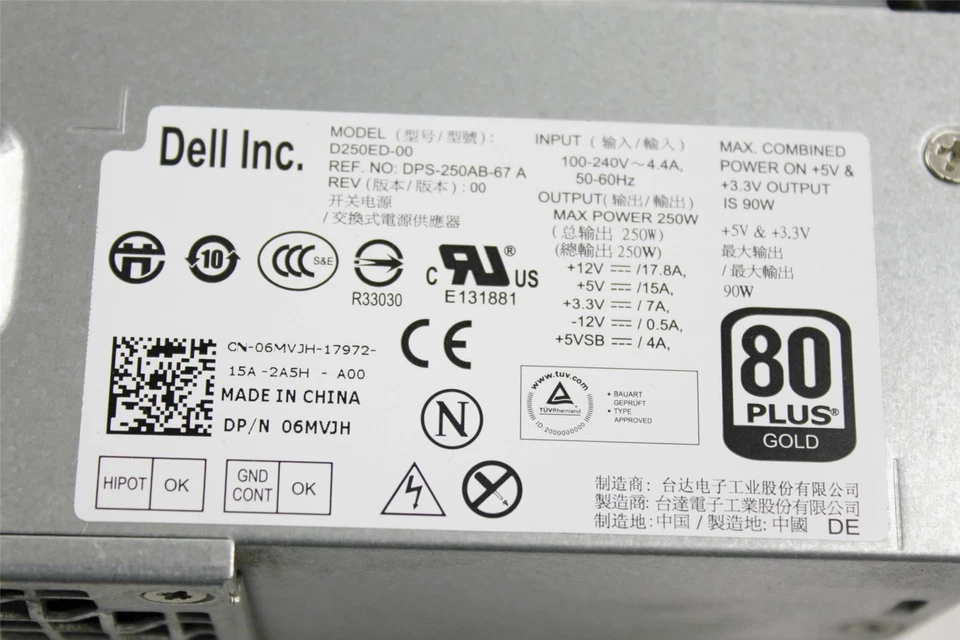 Dell Inc.
MODEL (型号/型號):
D250ED-00
REF. NO: DPS-250AB-67 A
REV (版本/版本): 00
开关电源
/交換式電源供應器
INPUT (输入/輸入)
100-240V～4.4A,
50-60Hz
OUTPUT(输出/輸出)
MAX POWER 250W
(总输出 250W)
(總輸出 250W)
+12V ⎓ /17.8A,
+5V ⎓ /15A,
+3.3V ⎓ / 7A,
-12V ⎓ / 0.5A,
+5VSB ⎓ / 4A,
MAX. COMBINED
POWER ON +5V &
+3.3V OUTPUT
IS 90W
+5V & +3.3V
最大输出
/ 最大輸出
90W
10
CCC S&E
R33030
C RU® US
E131881
CE
CN-06MVJH-17972-
15A -2A5H - A00
MADE IN CHINA
DP/N 06MVJH
N
www.tuv.com
TÜVRheinland
ID:2000000000
• BAUART
GEPRÜFT
• TYPE
APPROVED
80
PLUS®
GOLD
HIPOT OK
GND
CONT OK
制造商: 台达电子工业股份有限公司
製造商: 台達電子工業股份有限公司
制造地: 中国 / 製造地: 中國 DE